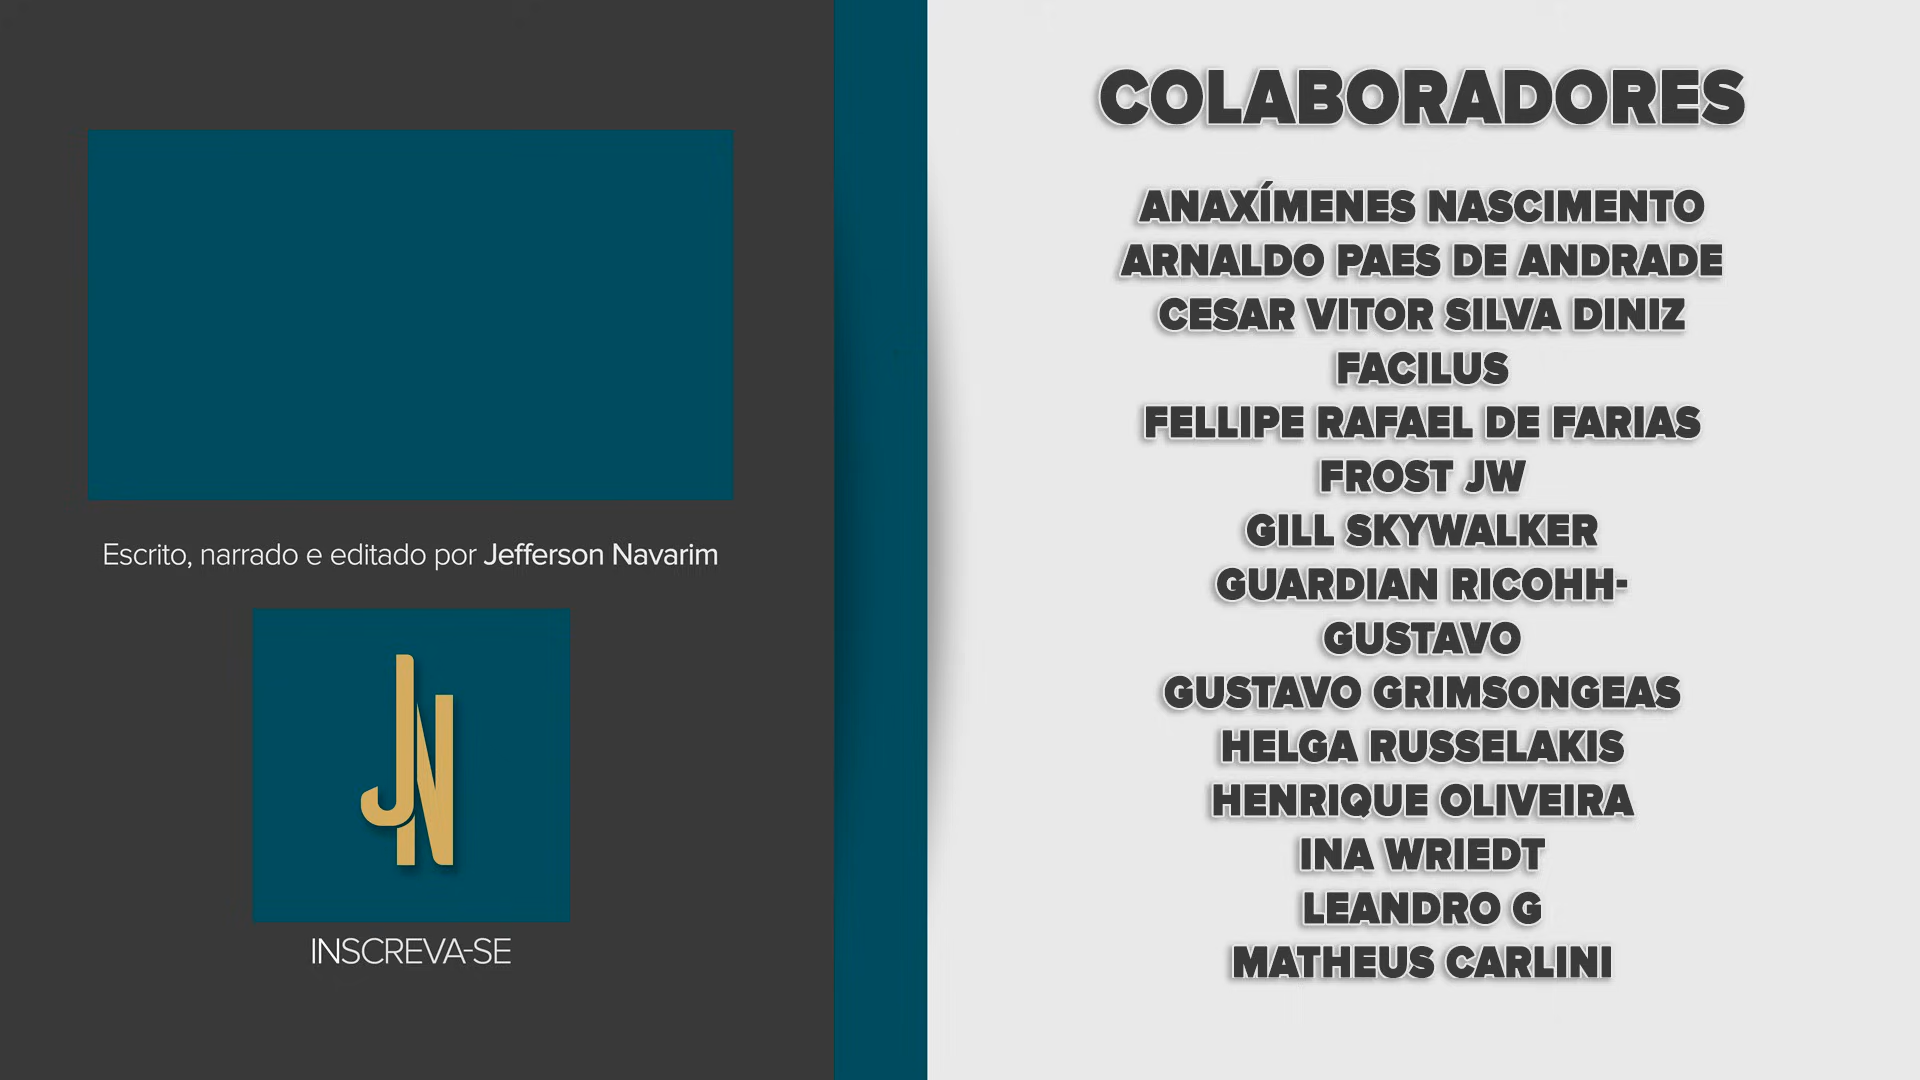 Escrito, narrado e editado por Jefferson Navarim
JN
INSCREVA-SE
COLABORADORES
ANAXÍMENES NASCIMENTO
ARNALDO PAES DE ANDRADE
CESAR VITOR SILVA DINIZ
FACILUS
FELLIPE RAFAEL DE FARIAS
FROST JW
GILL SKYWALKER
GUARDIAN RICOHH-
GUSTAVO
GUSTAVO GRIMSONGEAS
HELGA RUSSELAKIS
HENRIQUE OLIVEIRA
INA WRIEDT
LEANDRO G
MATHEUS CARLINI